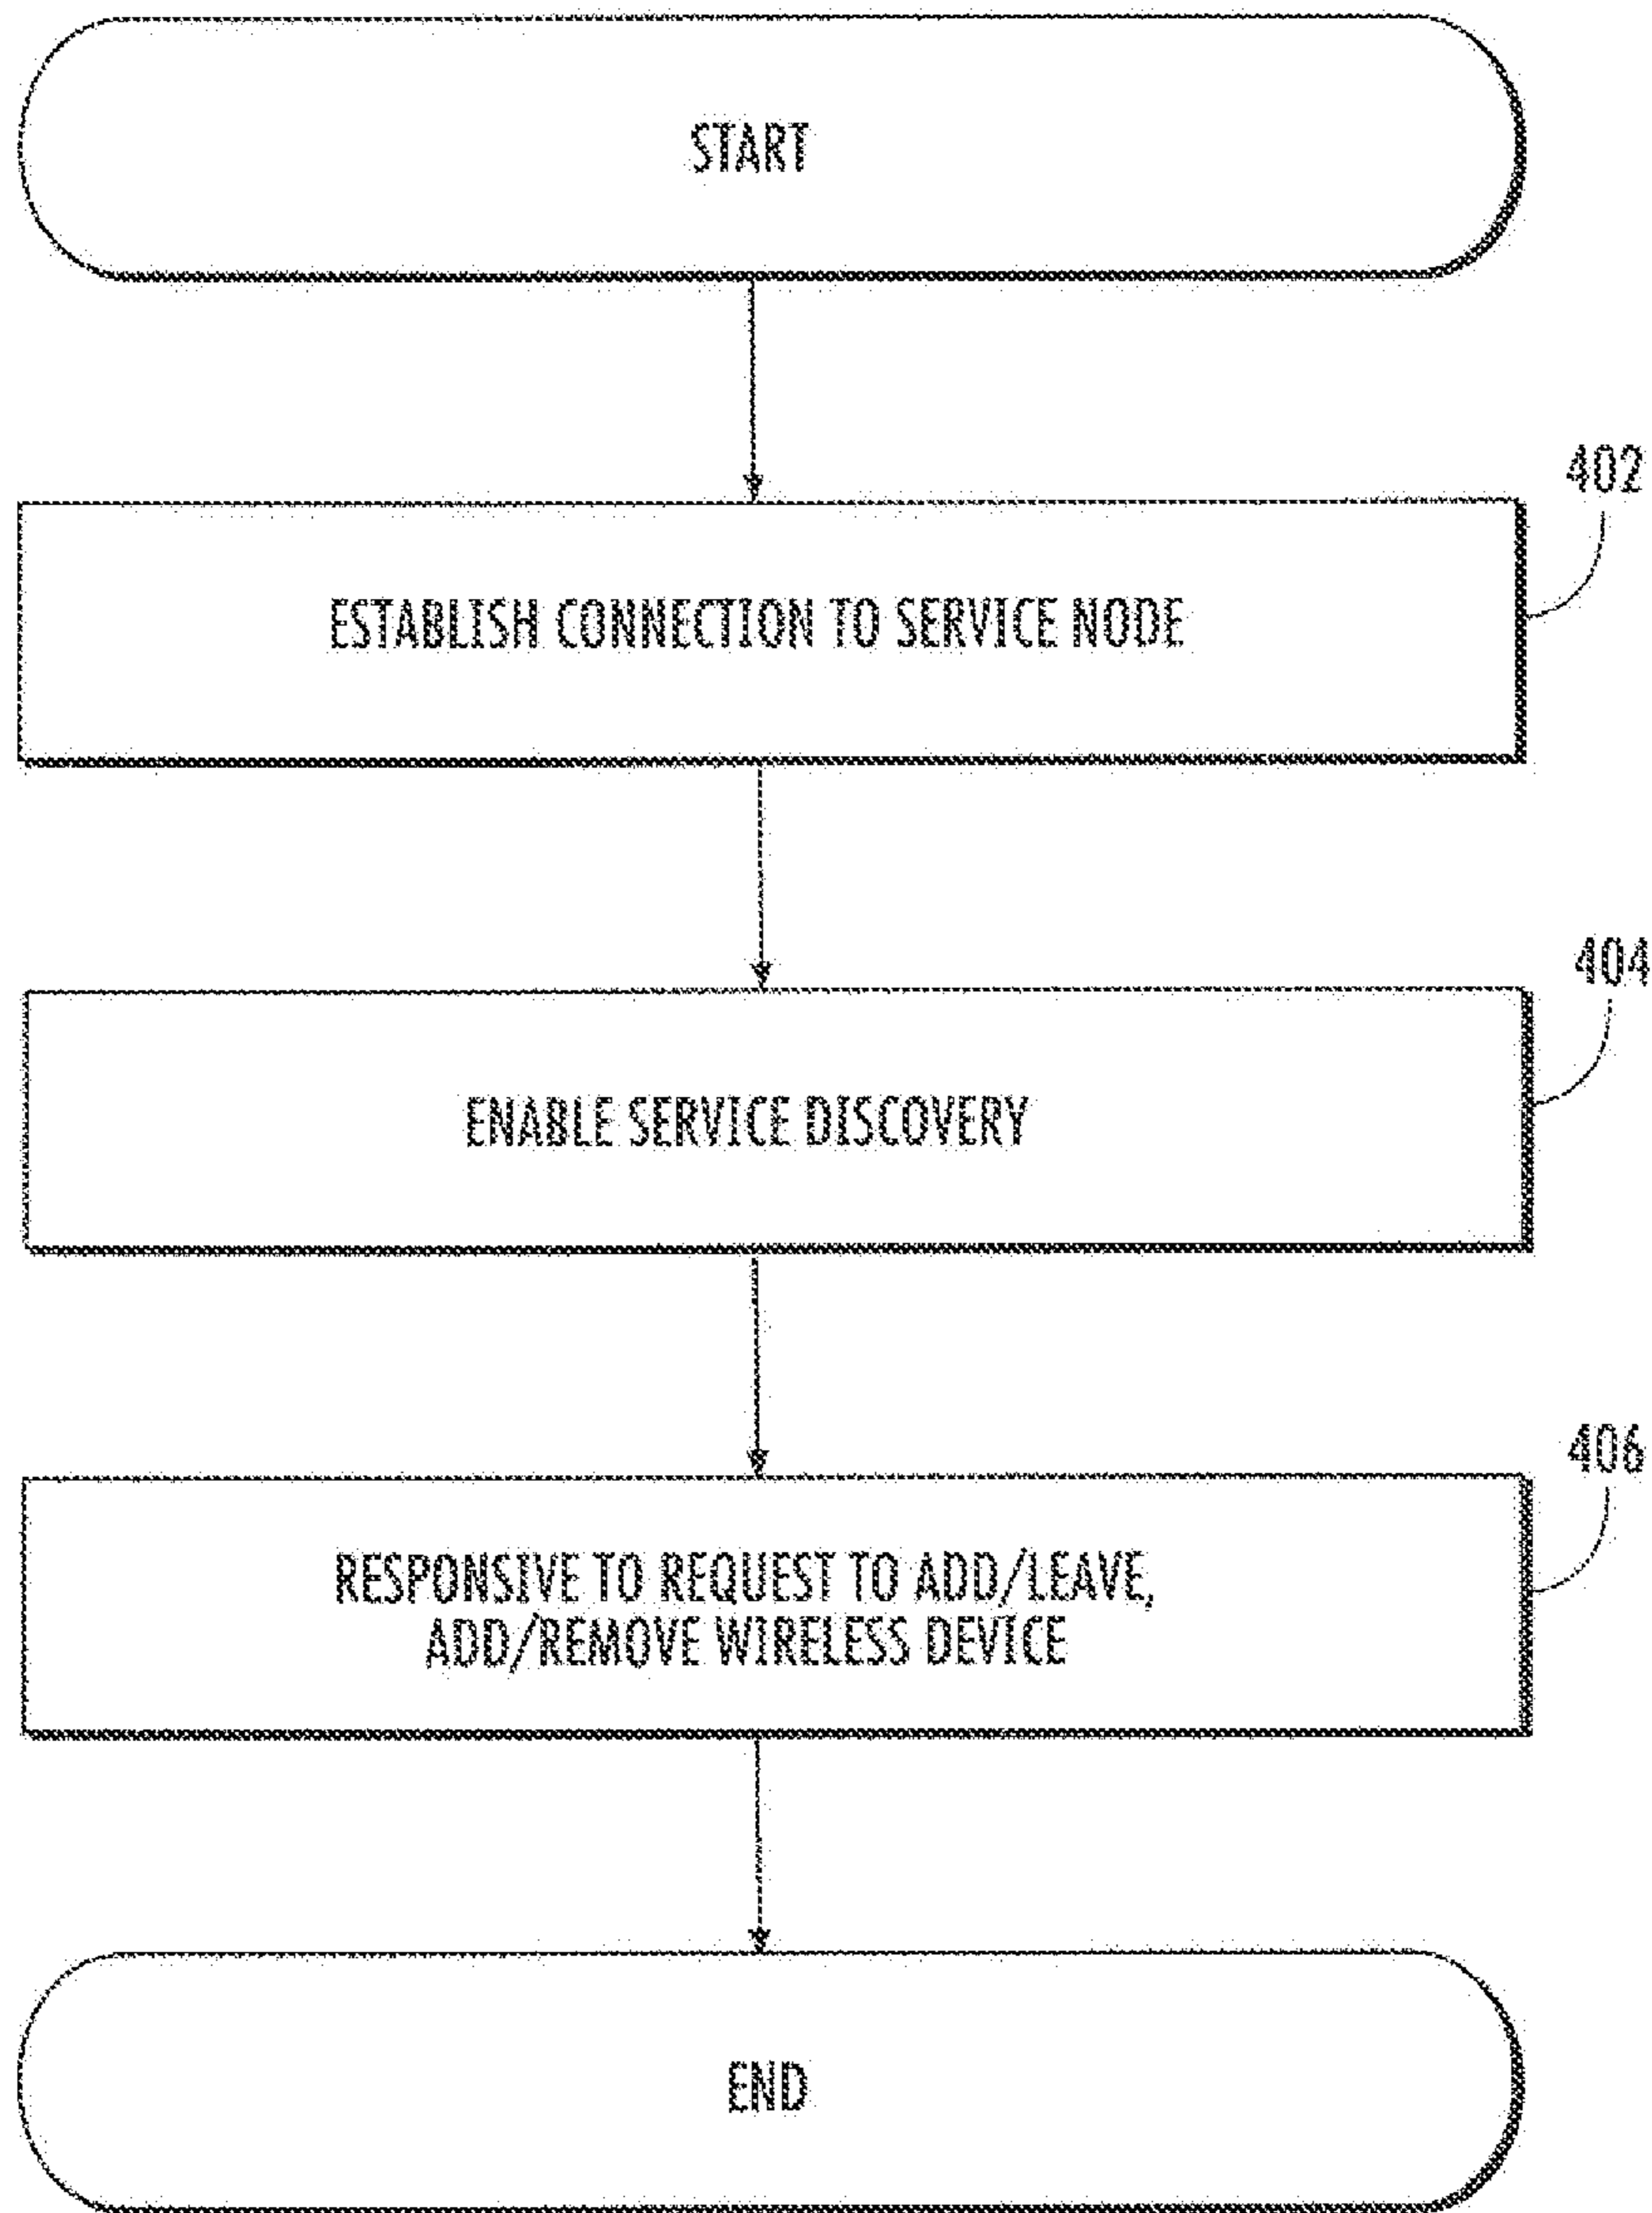 START
402
ESTABLISH CONNECTION TO SERVICE NODE
404
ENABLE SERVICE DISCOVERY
406
RESPONSIVE TO REQUEST TO ADD/LEAVE,
ADD/REMOVE WIRELESS DEVICE
END